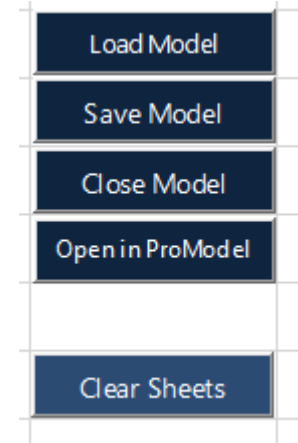 Load Model
Save Model
Close Model
Open in ProModel
Clear Sheets